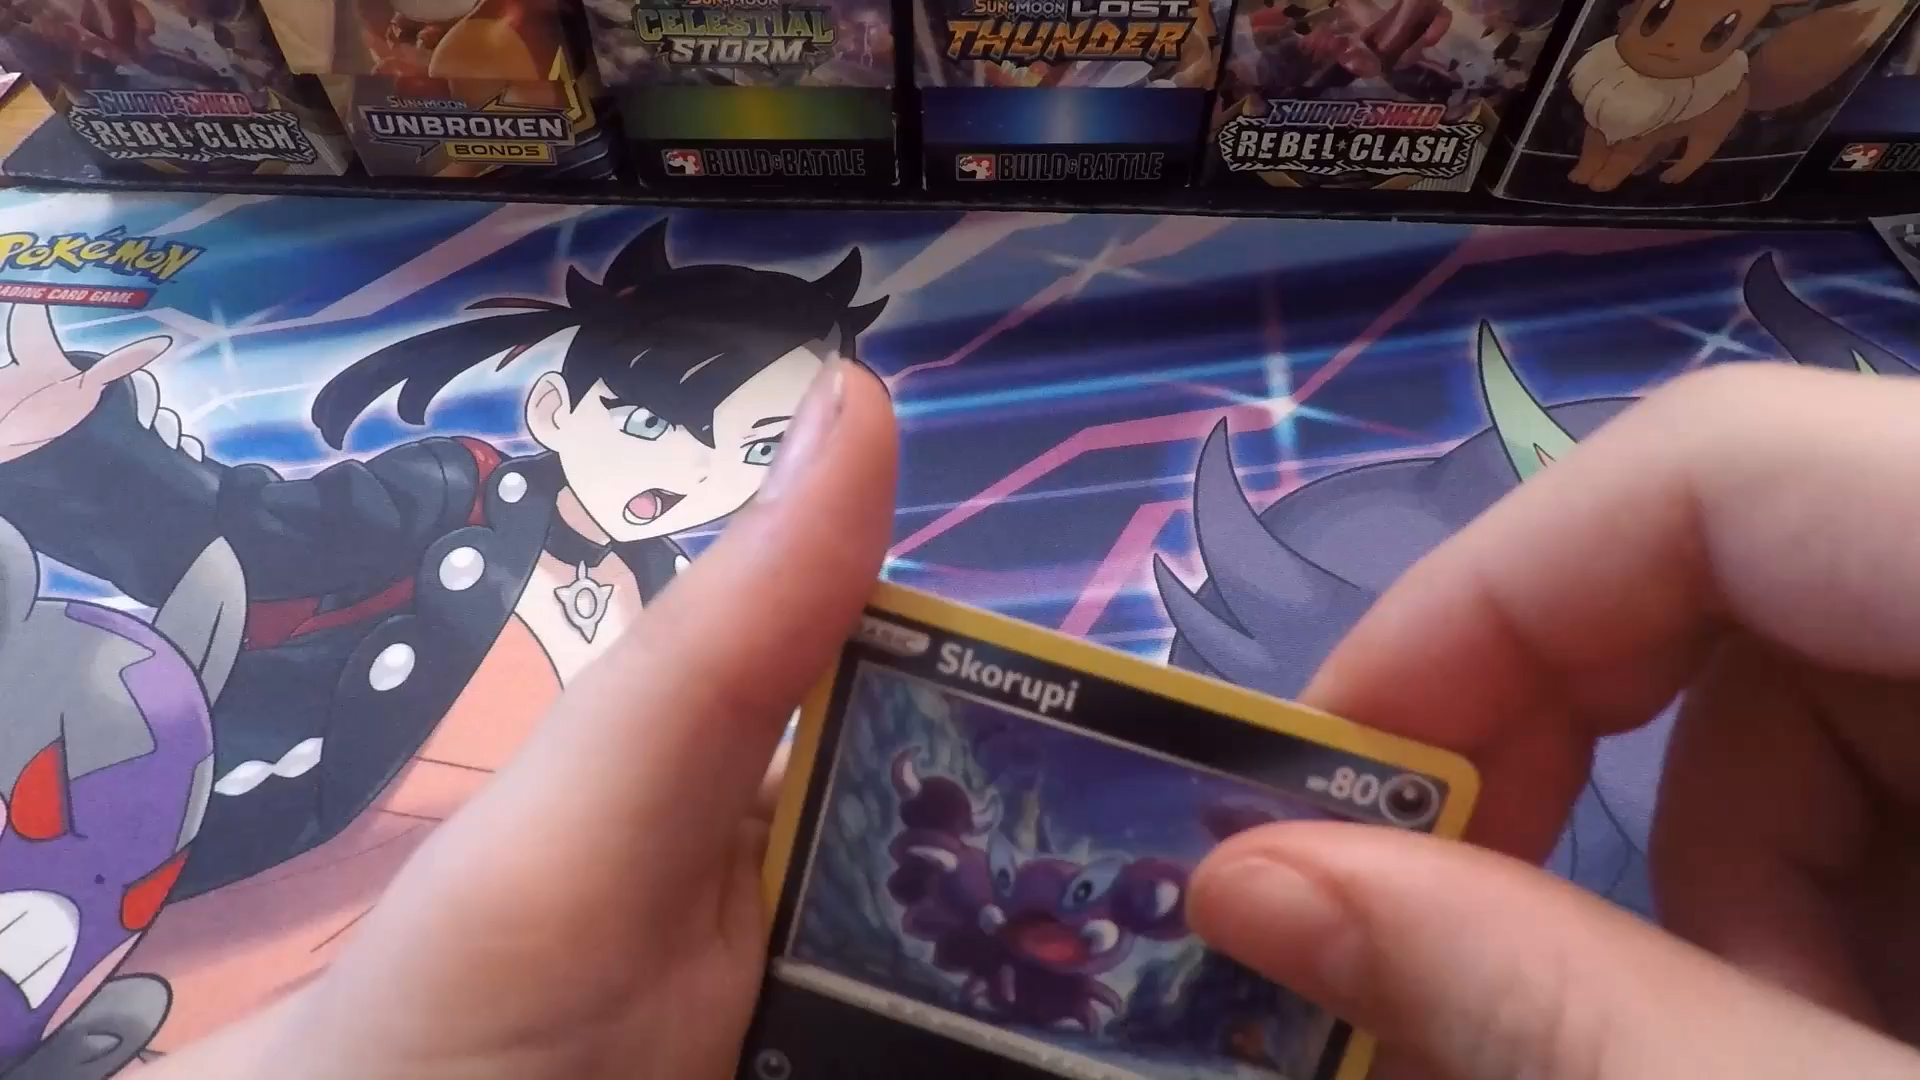 SWORD & SHIELD
REBEL CLASH
SUN & MOON
UNBROKEN
BONDS
SUN & MOON
CELESTIAL
STORM
BUILD & BATTLE
SUN & MOON LOST
THUNDER
BUILD & BATTLE
SWORD & SHIELD
REBEL CLASH
POKéMON
ADING CARD GAME
Skorupi
80